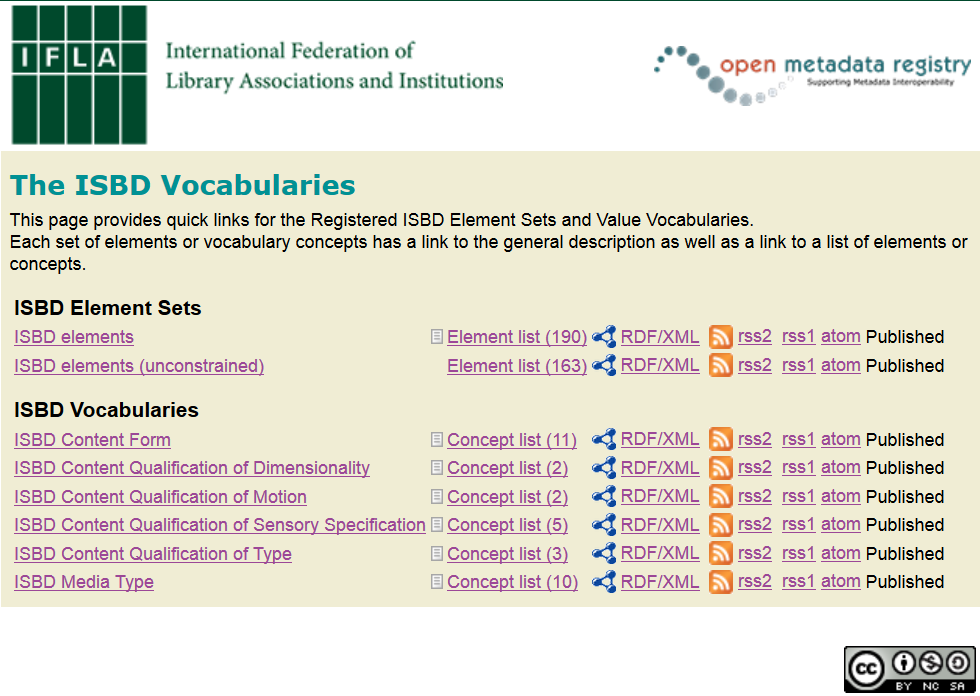 IFLA
International Federation of
Library Associations and Institutions
open metadata registry
Supporting Metadata Interoperability
The ISBD Vocabularies
This page provides quick links for the Registered ISBD Element Sets and Value Vocabularies.
Each set of elements or vocabulary concepts has a link to the general description as well as a link to a list of elements or
concepts.
ISBD Element Sets
ISBD elements Element list (190) RDF/XML rss2 rss1 atom Published
ISBD elements (unconstrained) Element list (163) RDF/XML rss2 rss1 atom Published
ISBD Vocabularies
ISBD Content Form Concept list (11) RDF/XML rss2 rss1 atom Published
ISBD Content Qualification of Dimensionality Concept list (2) RDF/XML rss2 rss1 atom Published
ISBD Content Qualification of Motion Concept list (2) RDF/XML rss2 rss1 atom Published
ISBD Content Qualification of Sensory Specification Concept list (5) RDF/XML rss2 rss1 atom Published
ISBD Content Qualification of Type Concept list (3) RDF/XML rss2 rss1 atom Published
ISBD Media Type Concept list (10) RDF/XML rss2 rss1 atom Published
cc
BY NC SA